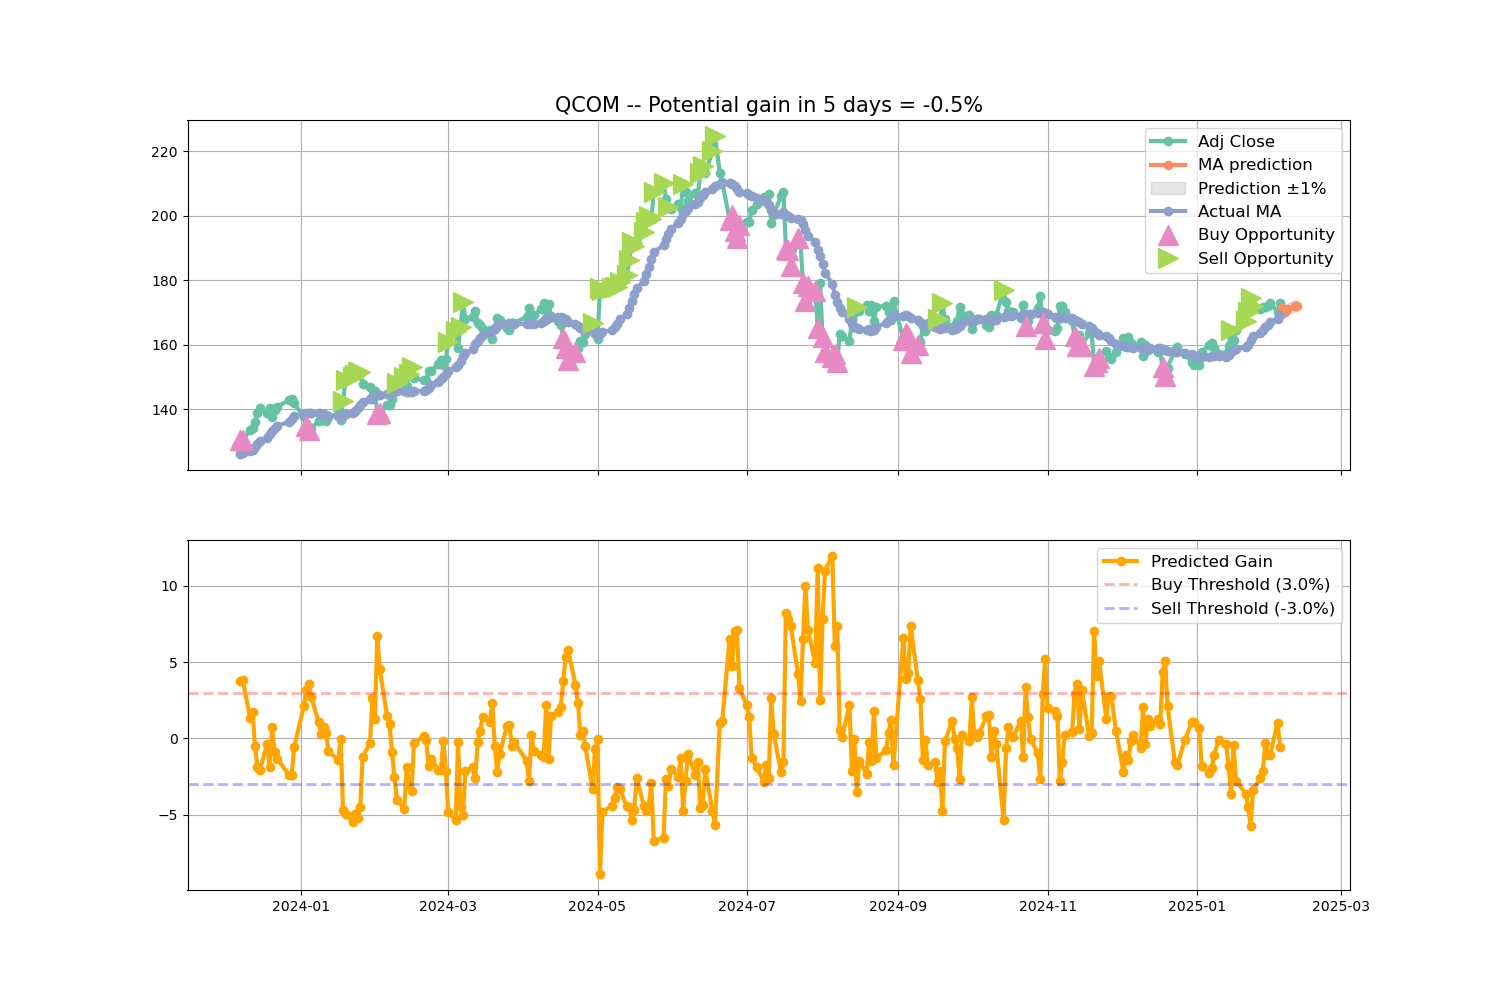 QCOM -- Potential gain in 5 days = -0.5%
220
200
180
160
140
Adj Close
MA prediction
Prediction ±1%
Actual MA
Buy Opportunity
Sell Opportunity
10
5
0
−5
Predicted Gain
Buy Threshold (3.0%)
Sell Threshold (-3.0%)
2024-01 2024-03 2024-05 2024-07 2024-09 2024-11 2025-01 2025-03